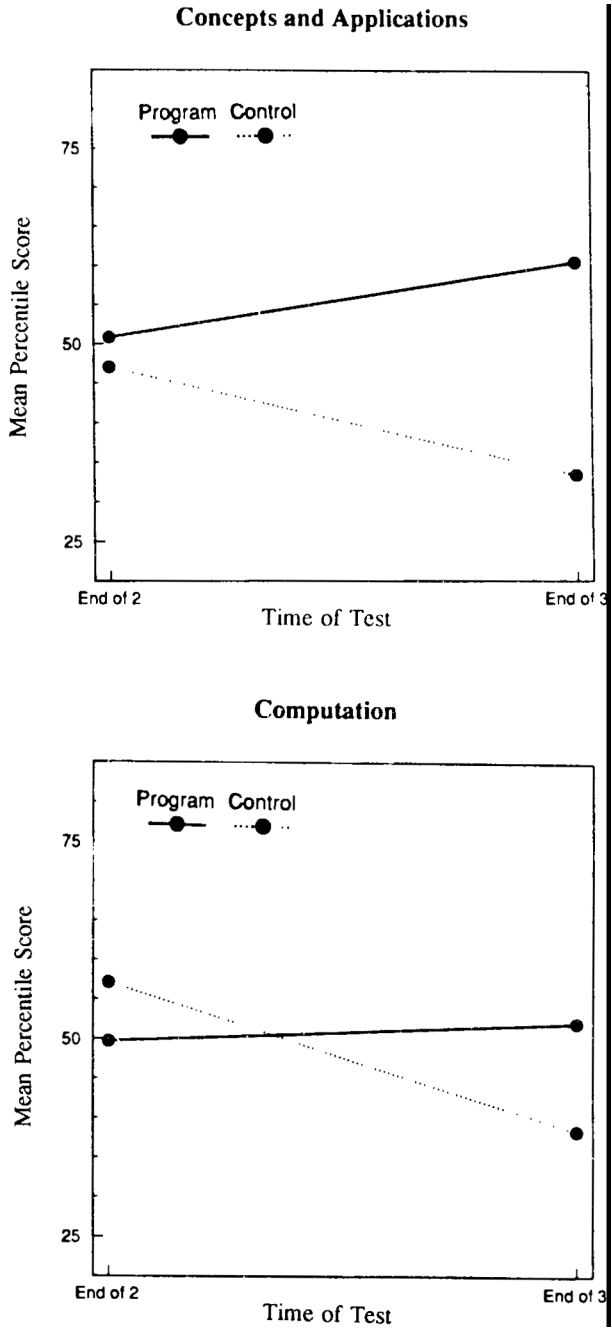 Concepts and Applications
Program Control
75
50
25
Mean Percentile Score
End of 2 End of 3
Time of Test
Computation
Program Control
75
50
25
Mean Percentile Score
End of 2 End of 3
Time of Test